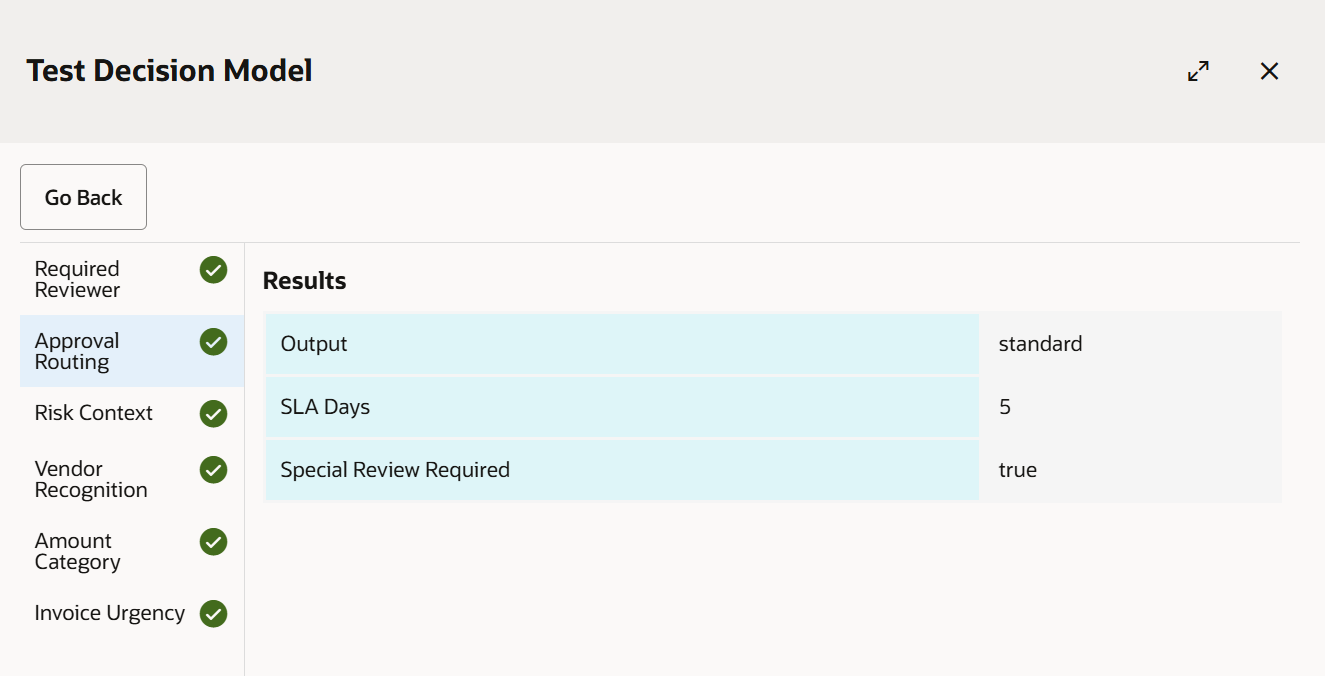 Test Decision Model
Go Back
Required
Reviewer
Approval
Routing
Risk Context
Vendor
Recognition
Amount
Category
Invoice Urgency
Results
Output standard
SLA Days 5
Special Review Required true